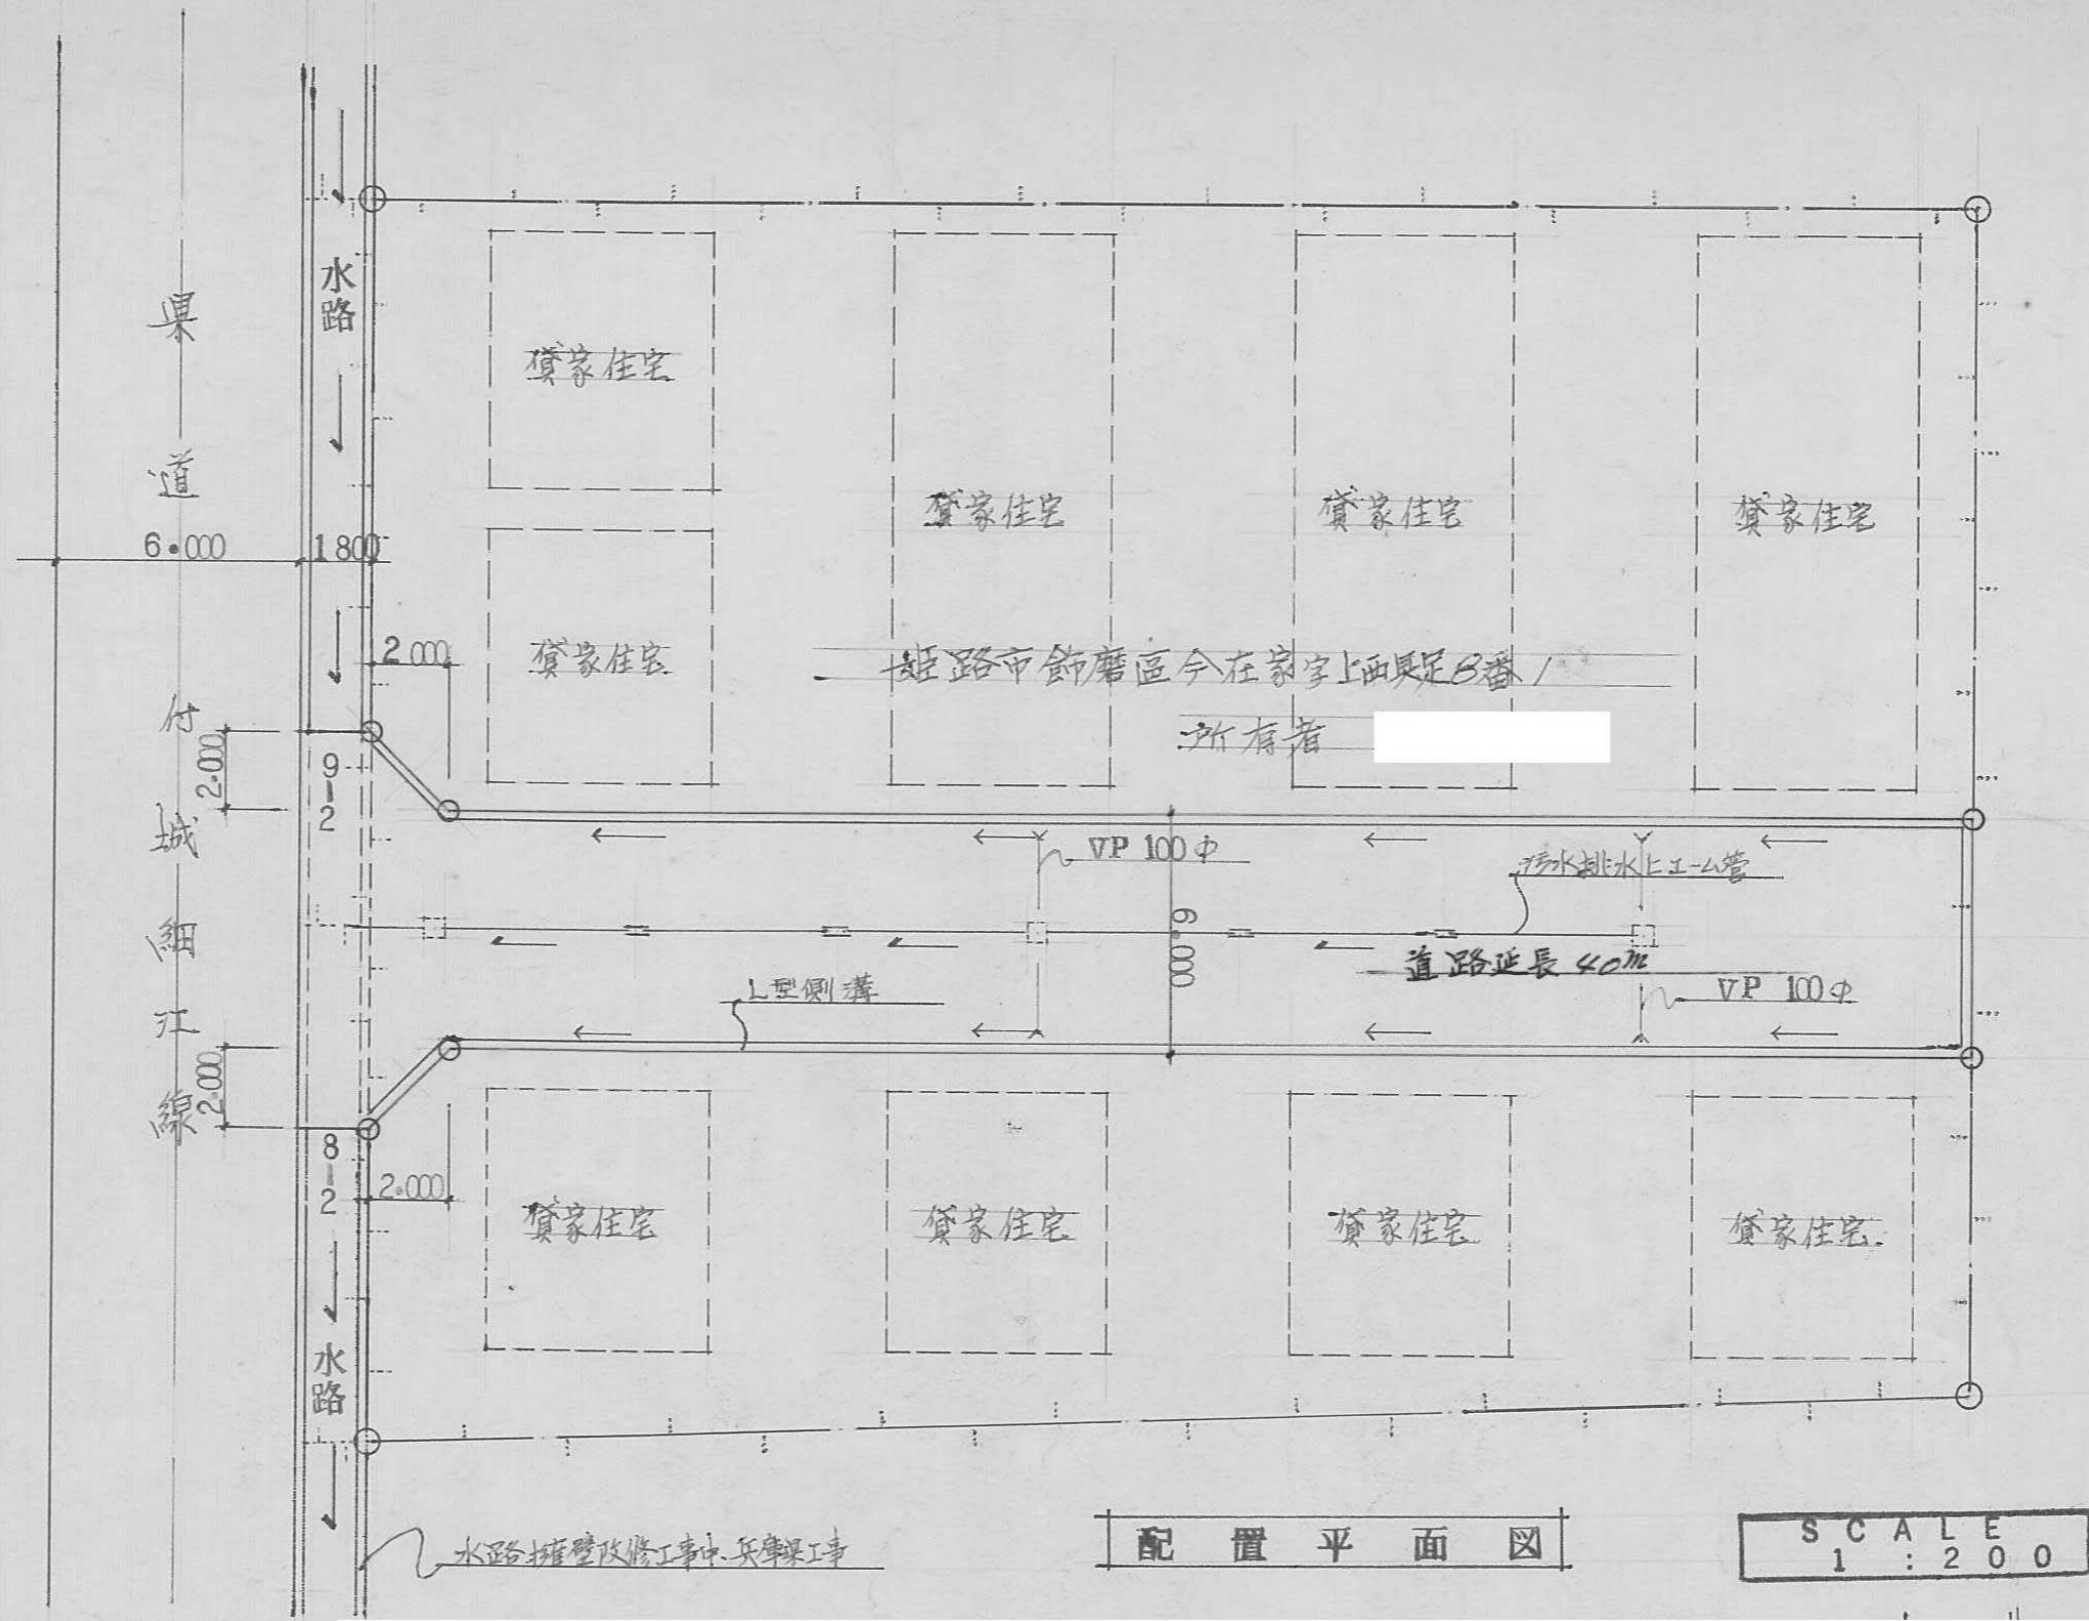 県道
付城細江線
6.000
1800
水路
2.000
2.000
9-2
貸家住宅
貸家住宅
貸家住宅
貸家住宅
貸家住宅
姫路市飾磨區今在家字上西奥足8番1
所有者
VP 100φ
汚水排水ヒューム管
6.000
道路延長 40m
VP 100φ
L型側溝
2.000
2.000
8-2
水路
貸家住宅
貸家住宅
貸家住宅
貸家住宅
水路擁壁改修工事中、兵庫県工事
配置平面図
SCALE
1:200